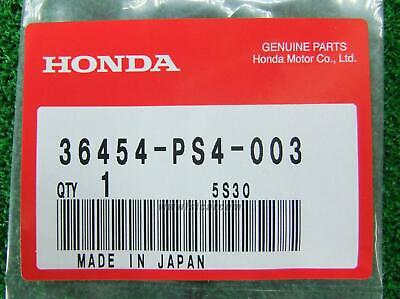 GENUINE PARTS
HONDA
Honda Motor Co., Ltd.
36454-PS4-003
QTY 1 5S30
MADE IN JAPAN